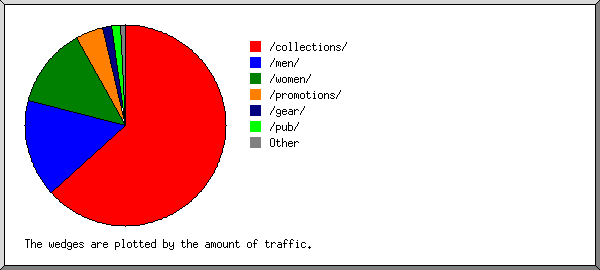 /collections/
/men/
/women/
/promotions/
/gear/
/pub/
Other
The wedges are plotted by the amount of traffic.